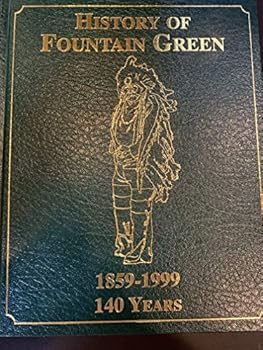 HISTORY OF
FOUNTAIN GREEN
1859-1999
140 YEARS